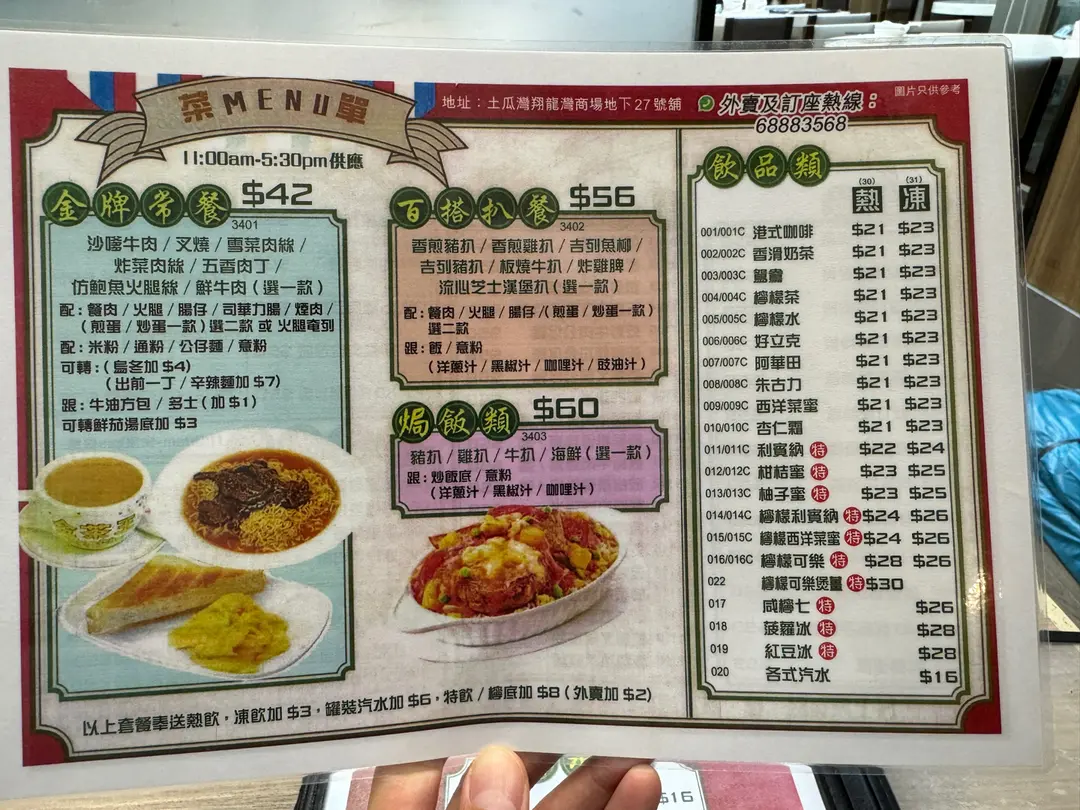 菜MENU單
地址：土瓜灣翔龍灣商場地下27號舖
外賣及訂座熱線：
68883568
圖片只供參考
11:00am-5:30pm供應
金牌常餐 $42
3401
沙嗲牛肉 / 叉燒 / 雪菜肉絲 /
炸菜肉絲 / 五香肉丁 /
仿鮑魚火腿絲 / 鮮牛肉 ( 選一款 )
配 : 餐肉 / 火腿 / 腸仔 / 司華力腸 / 煙肉 /
( 煎蛋 / 炒蛋一款 ) 選二款 或 火腿奄列
配 : 米粉 / 通粉 / 公仔麵 / 意粉
可轉 : ( 烏冬加 $4 )
( 出前一丁 / 辛辣麵加 $7 )
跟 : 牛油方包 / 多士 ( 加 $1 )
可轉鮮茄湯底加 $3
百搭扒餐 $56
3402
香煎豬扒 / 香煎雞扒 / 吉列魚柳 /
吉列豬扒 / 板燒牛扒 / 炸雞脾 /
流心芝士漢堡扒 ( 選一款 )
配 : 餐肉 / 火腿 / 腸仔 / ( 煎蛋 / 炒蛋一款 )
選二款
跟 : 飯 / 意粉
( 洋蔥汁 / 黑椒汁 / 咖哩汁 / 豉油汁 )
焗飯類 $60
3403
豬扒 / 雞扒 / 牛扒 / 海鮮 ( 選一款 )
跟 : 炒飯底 / 意粉
( 洋蔥汁 / 黑椒汁 / 咖哩汁 )
飲品類
(30) (31)
熱 凍
001/001C 港式咖啡 $21 $23
002/002C 香滑奶茶 $21 $23
003/003C 鴛鴦 $21 $23
004/004C 檸檬茶 $21 $23
005/005C 檸檬水 $21 $23
006/006C 好立克 $21 $23
007/007C 阿華田 $21 $23
008/008C 朱古力 $21 $23
009/009C 西洋菜蜜 $21 $23
010/010C 杏仁霜 $21 $23
011/011C 利賓納 特 $22 $24
012/012C 柑桔蜜 特 $23 $25
013/013C 柚子蜜 特 $23 $25
014/014C 檸檬利賓納 特 $24 $26
015/015C 檸檬西洋菜蜜 特 $24 $26
016/016C 檸檬可樂 特 $28 $26
022 檸檬可樂煲薑 特 $30
017 咸檸七 特 $26
018 菠蘿冰 特 $28
019 紅豆冰 特 $28
020 各式汽水 $16
以上套餐奉送熱飲，凍飲加 $3，罐裝汽水加 $6，特飲 / 檸底加 $8 ( 外賣加 $2 )
$16